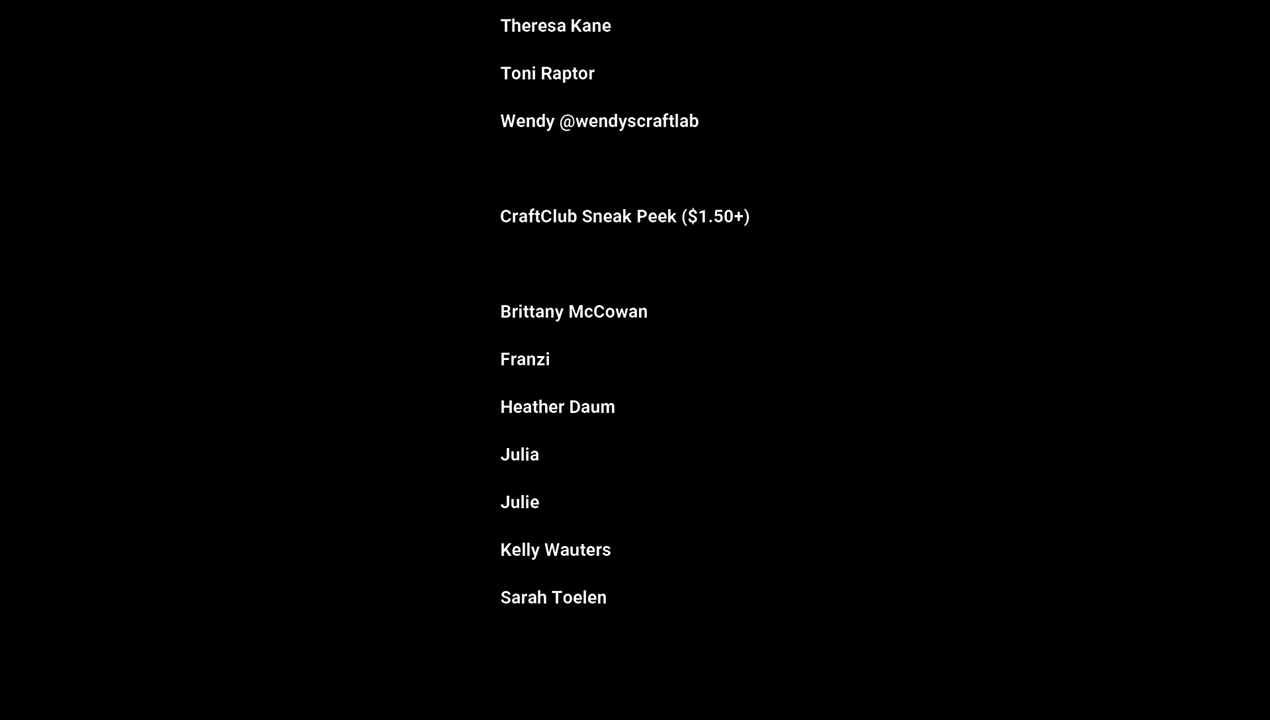 Theresa Kane
Toni Raptor
Wendy @wendyscraftlab
CraftClub Sneak Peek ($1.50+)
Brittany McCowan
Franzi
Heather Daum
Julia
Julie
Kelly Wauters
Sarah Toelen